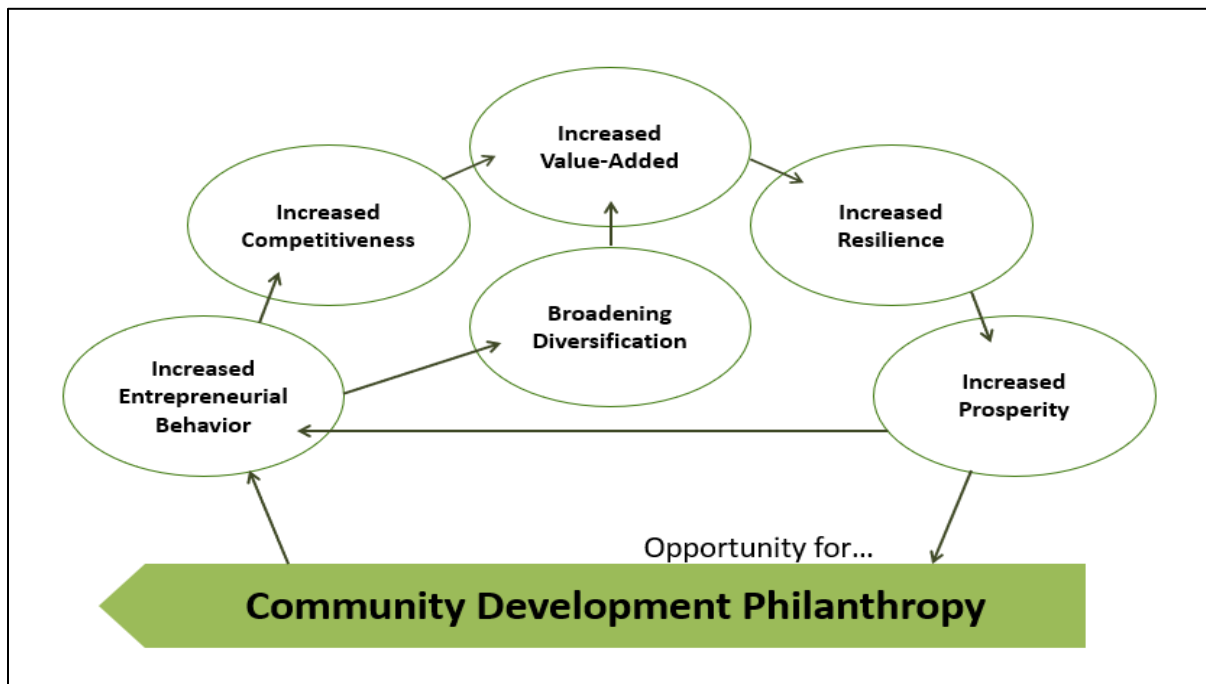 Increased
Value-Added
Increased
Competitiveness
Increased
Resilience
Broadening
Diversification
Increased
Entrepreneurial
Behavior
Increased
Prosperity
Opportunity for...
Community Development Philanthropy